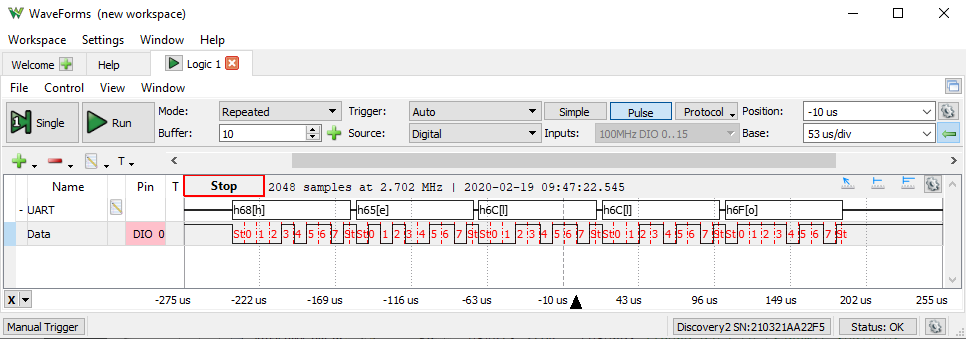 WaveForms (new workspace)
Workspace Settings Window Help
Welcome Help Logic 1
File Control View Window
Single Run Mode: Repeated Trigger: Auto Simple Pulse Protocol Position: -10 us
Buffer: 10 Source: Digital Inputs: 100MHz DIO 0..15 Base: 53 us/div
T
Name Pin T Stop 2048 samples at 2.702 MHz | 2020-02-19 09:47:22.545
UART h68[h] h65[e] h6C[l] h6C[l] h6F[o]
Data DIO 0 St 0 1 2 3 4 5 6 7 St St 0 1 2 3 4 5 6 7 St St 0 1 2 3 4 5 6 7 St St 0 1 2 3 4 5 6 7 St St 0 1 2 3 4 5 6 7 St
X -275 us -222 us -169 us -116 us -63 us -10 us 43 us 96 us 149 us 202 us 255 us
Manual Trigger Discovery2 SN:210321AA22F5 Status: OK